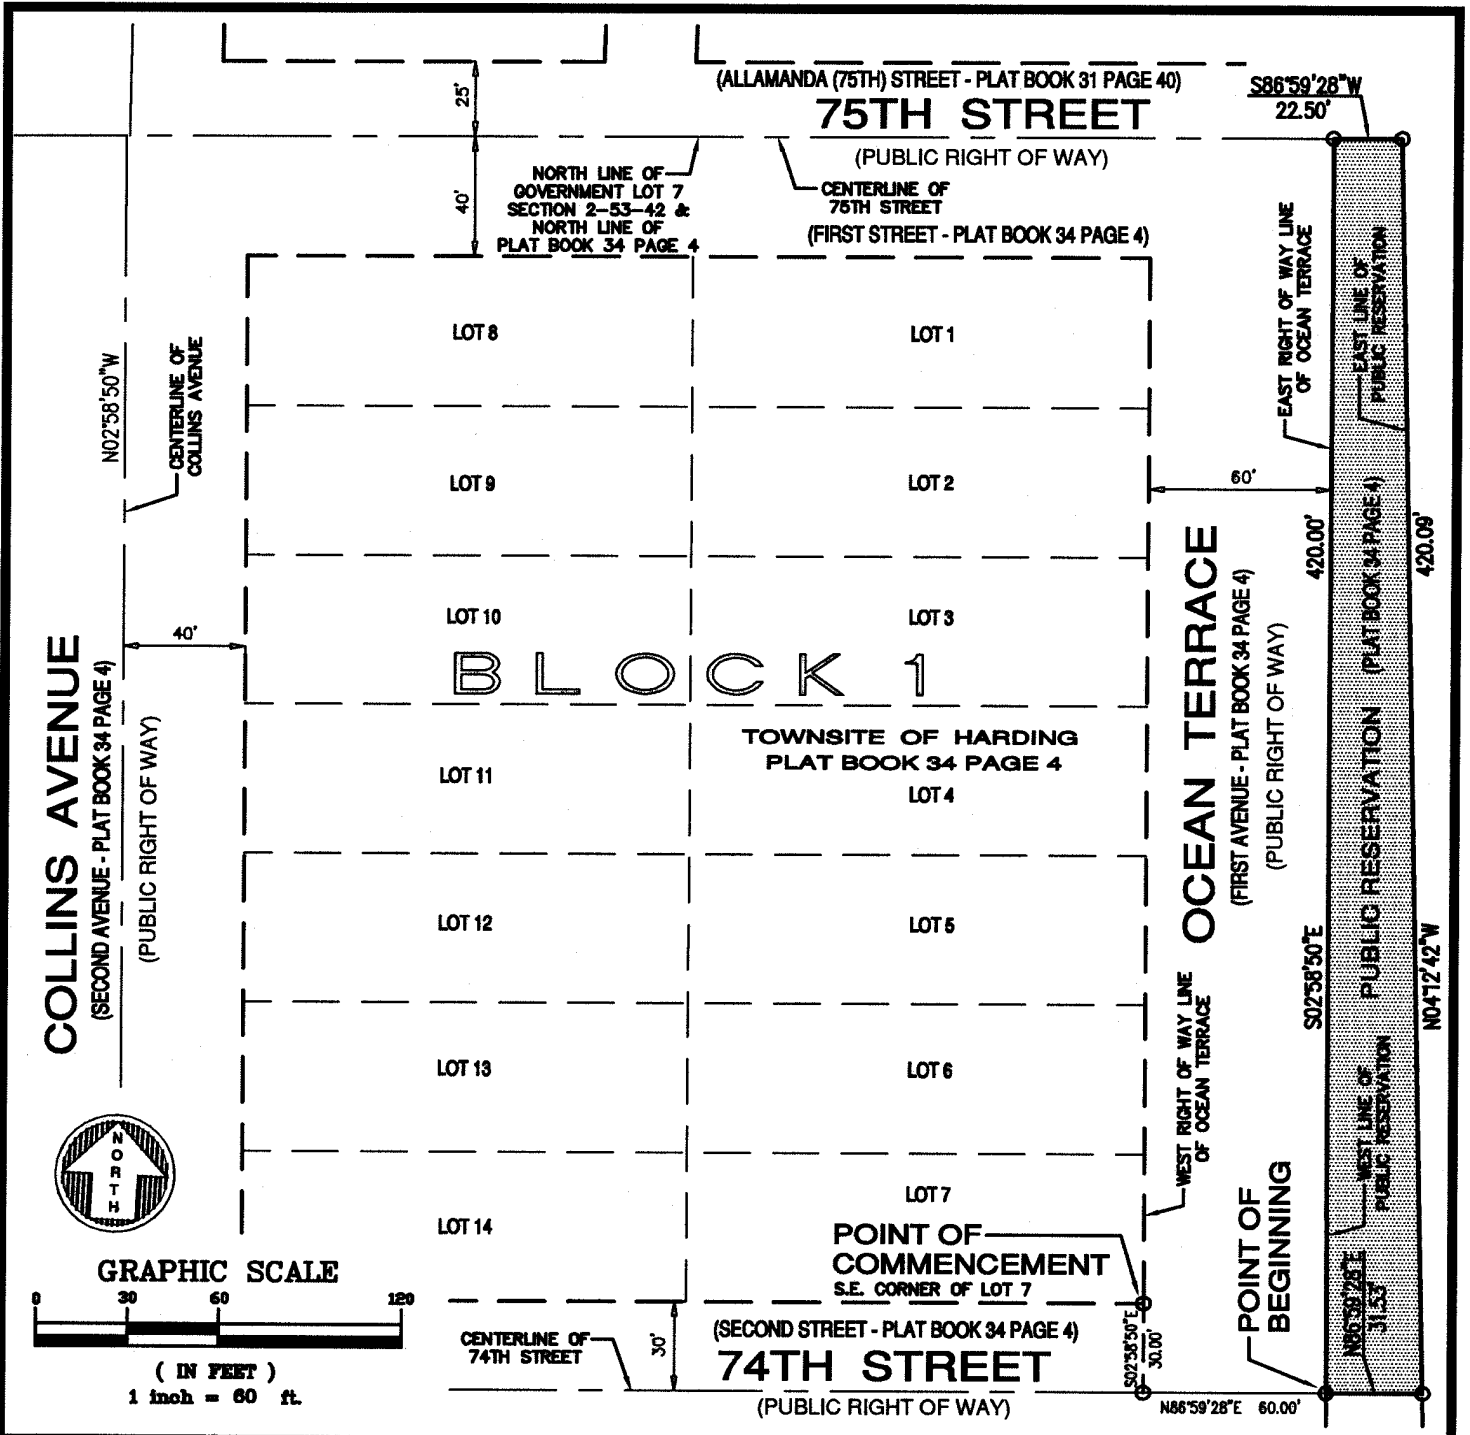 (ALLAMANDA (75TH) STREET - PLAT BOOK 31 PAGE 40)
75TH STREET
(PUBLIC RIGHT OF WAY)
S86°59'28"W
22.50'
25'
40'
NORTH LINE OF
GOVERNMENT LOT 7
SECTION 2-53-42 &
NORTH LINE OF
PLAT BOOK 34 PAGE 4
CENTERLINE OF
75TH STREET
(FIRST STREET - PLAT BOOK 34 PAGE 4)
EAST RIGHT OF WAY LINE
OF OCEAN TERRACE
EAST LINE OF
PUBLIC RESERVATION
N02°58'50"W
CENTERLINE OF
COLLINS AVENUE
LOT 8
LOT 1
LOT 9
LOT 2
60'
420.00'
420.09'
LOT 10
LOT 3
40'
BLOCK 1
TOWNSITE OF HARDING
PLAT BOOK 34 PAGE 4
COLLINS AVENUE
(SECOND AVENUE - PLAT BOOK 34 PAGE 4)
(PUBLIC RIGHT OF WAY)
OCEAN TERRACE
(FIRST AVENUE - PLAT BOOK 34 PAGE 4)
(PUBLIC RIGHT OF WAY)
PUBLIC RESERVATION (PLAT BOOK 34 PAGE 4)
LOT 11
LOT 4
LOT 12
LOT 5
S02°58'50"E
N04°12'42"W
LOT 13
LOT 6
WEST RIGHT OF WAY LINE
OF OCEAN TERRACE
WEST LINE OF
PUBLIC RESERVATION
NORTH
LOT 14
LOT 7
POINT OF
COMMENCEMENT
S.E. CORNER OF LOT 7
POINT OF
BEGINNING
N86°59'28"E
31.53'
GRAPHIC SCALE
0 30 60 120
( IN FEET )
1 inch = 60 ft.
CENTERLINE OF
74TH STREET
30'
(SECOND STREET - PLAT BOOK 34 PAGE 4)
74TH STREET
(PUBLIC RIGHT OF WAY)
S02°58'50"E
30.00'
N86°59'28"E 60.00'